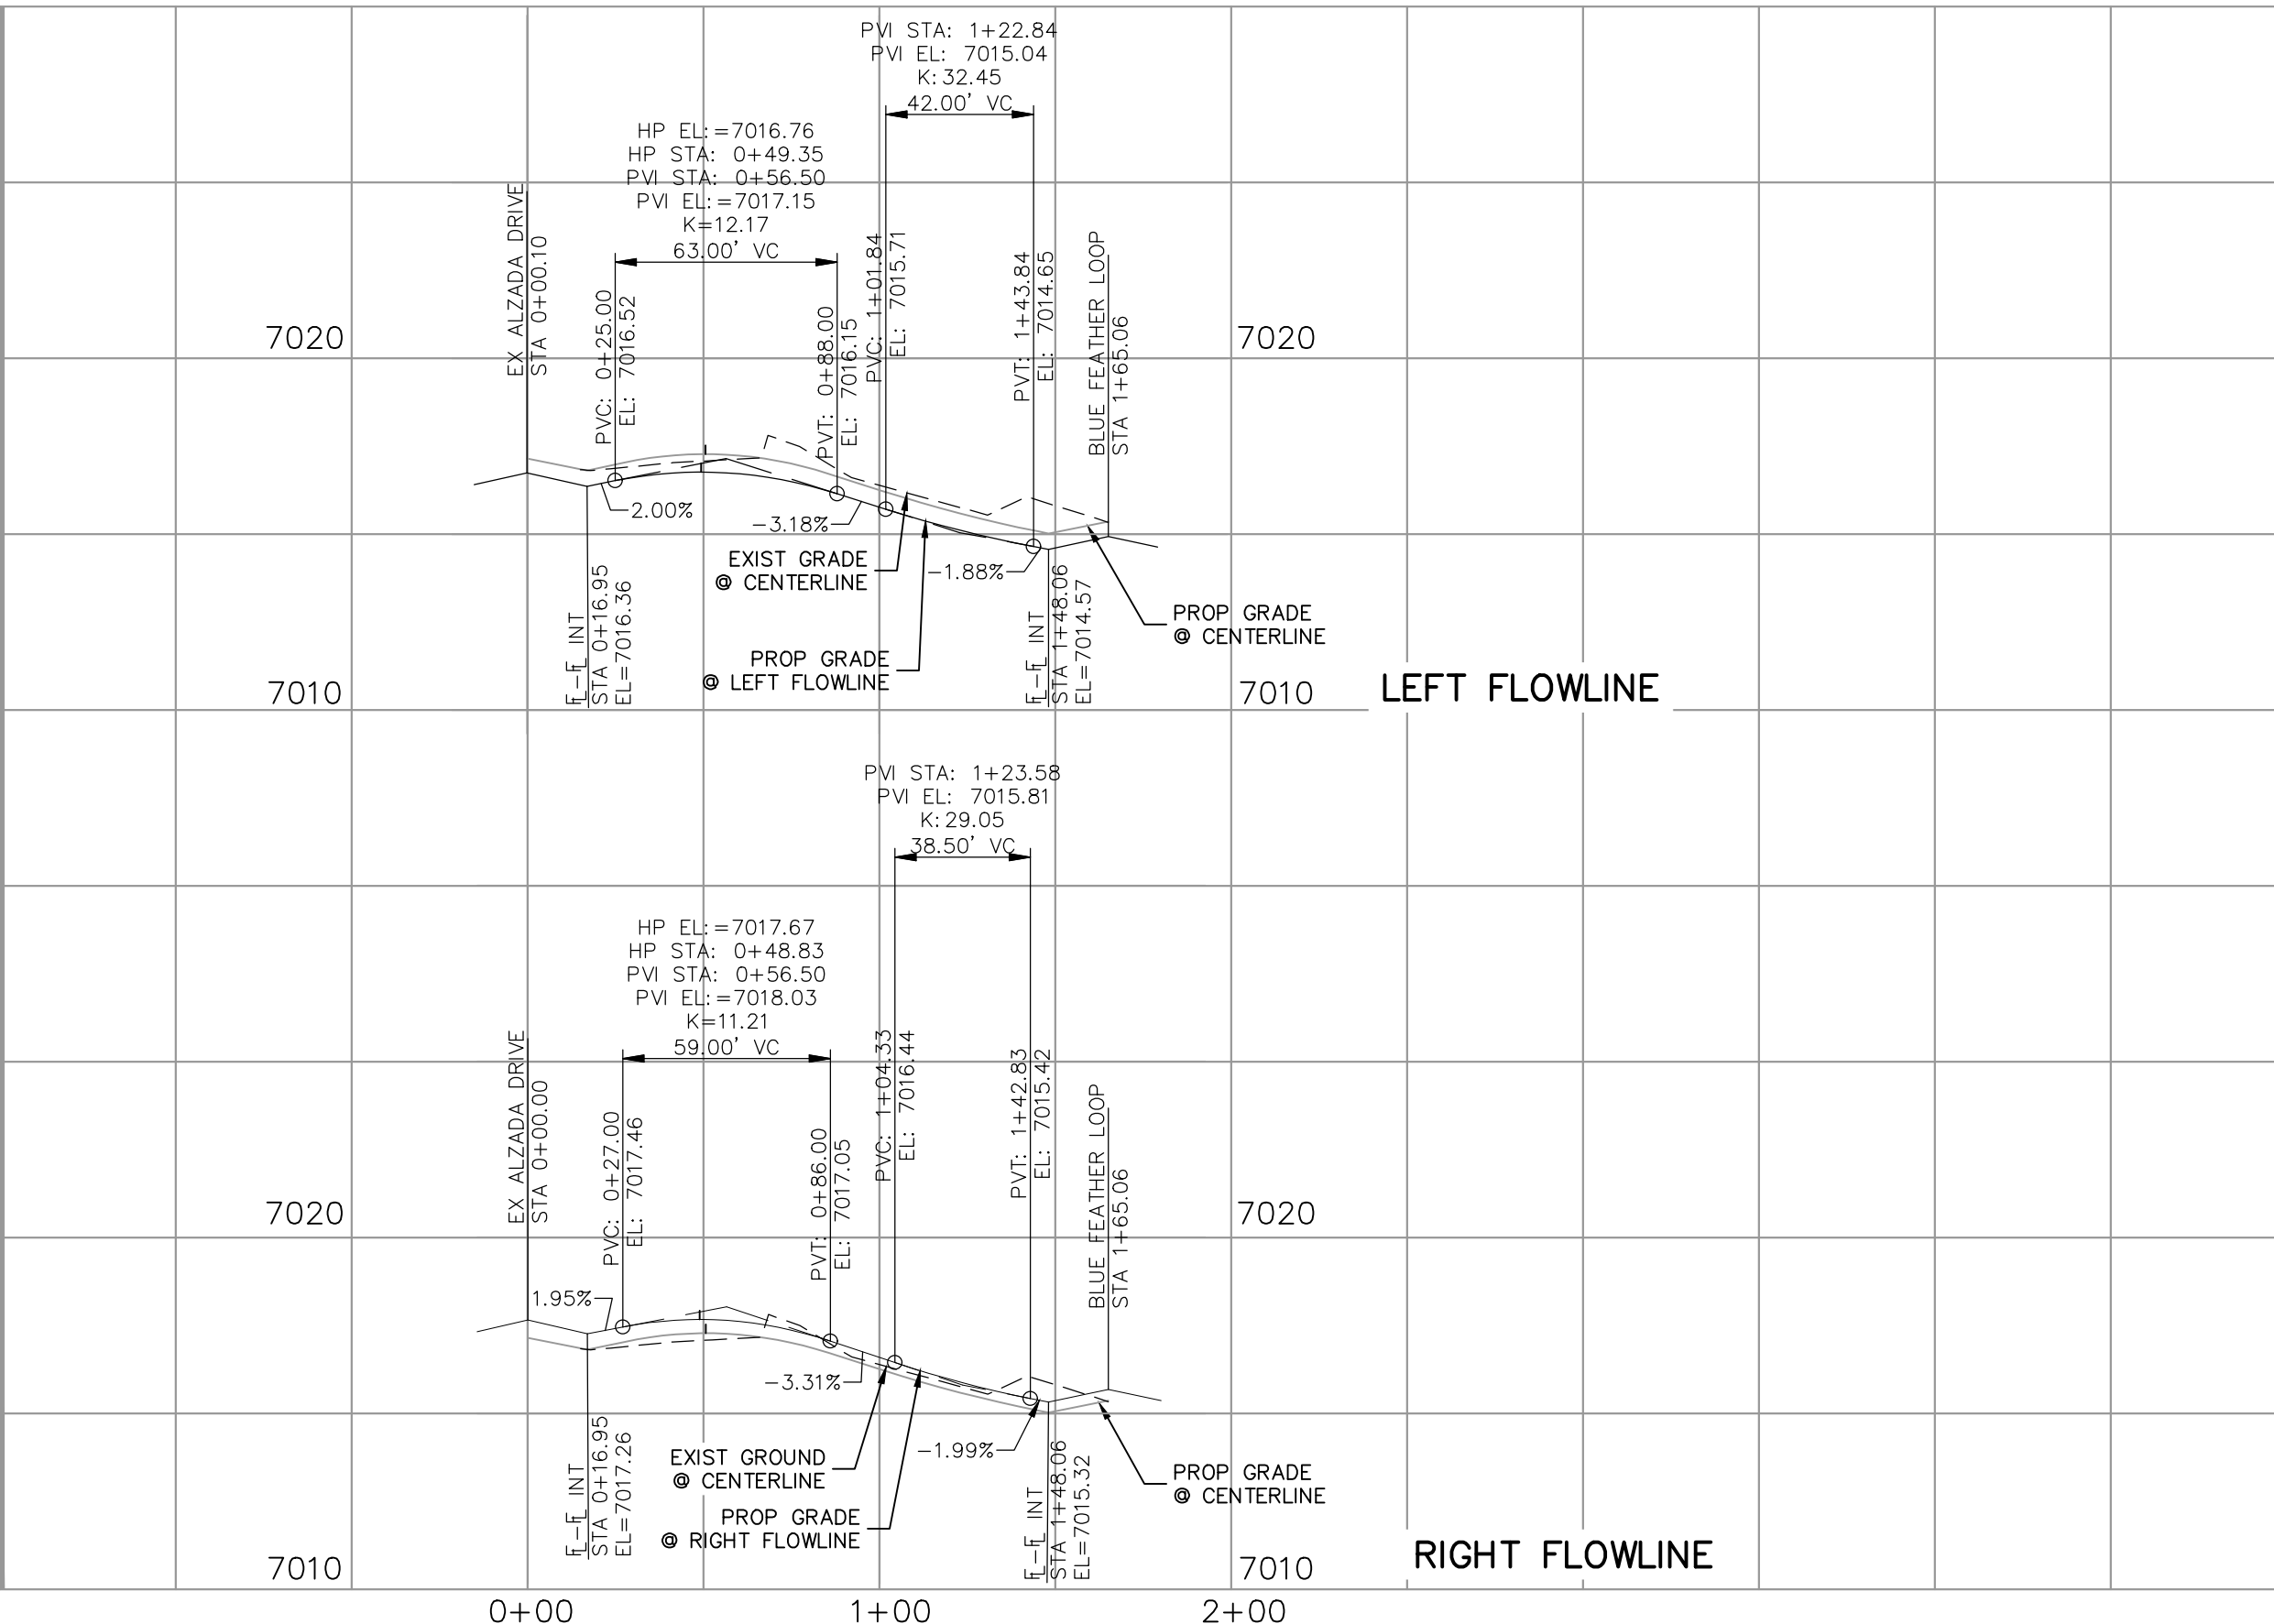 PVI STA: 1+22.84
PVI EL: 7015.04
K: 32.45
42.00' VC
HP EL:=7016.76
HP STA: 0+49.35
PVI STA: 0+56.50
PVI EL:=7017.15
K=12.17
63.00' VC
EX ALZADA DRIVE
STA 0+00.10
PVC: 0+25.00
EL: 7016.52
PVT: 0+88.00
EL: 7016.15
PVC: 1+01.84
EL: 7015.71
PVT: 1+43.84
EL: 7014.65
BLUE FEATHER LOOP
STA 1+65.06
7020
7020
2.00%
-3.18%
-1.88%
EXIST GRADE
@ CENTERLINE
PROP GRADE
@ LEFT FLOWLINE
PROP GRADE
@ CENTERLINE
FL-FL INT
STA 0+16.95
EL=7016.36
FL-FL INT
STA 1+48.06
EL=7014.57
7010
7010
LEFT FLOWLINE
PVI STA: 1+23.58
PVI EL: 7015.81
K: 29.05
38.50' VC
HP EL:=7017.67
HP STA: 0+48.83
PVI STA: 0+56.50
PVI EL:=7018.03
K=11.21
59.00' VC
EX ALZADA DRIVE
STA 0+00.00
PVC: 0+27.00
EL: 7017.46
PVT: 0+86.00
EL: 7017.05
PVC: 1+04.33
EL: 7016.44
PVT: 1+42.83
EL: 7015.42
BLUE FEATHER LOOP
STA 1+65.06
7020
7020
1.95%
-3.31%
-1.99%
EXIST GROUND
@ CENTERLINE
PROP GRADE
@ RIGHT FLOWLINE
PROP GRADE
@ CENTERLINE
FL-FL INT
STA 0+16.95
EL=7017.26
FL-FL INT
STA 1+48.06
EL=7015.32
7010
7010
RIGHT FLOWLINE
0+00
1+00
2+00